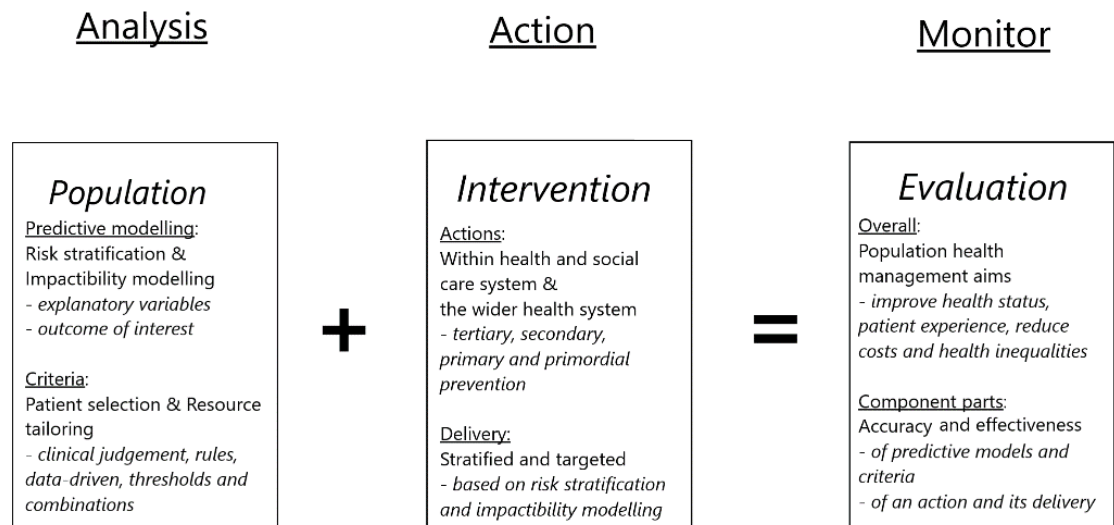 Analysis
Action
Monitor
Population
Predictive modelling:
Risk stratification &
Impactibility modelling
- explanatory variables
- outcome of interest
Criteria:
Patient selection & Resource
tailoring
- clinical judgement, rules,
data-driven, thresholds and
combinations
+
Intervention
Actions:
Within health and social
care system &
the wider health system
- tertiary, secondary,
primary and primordial
prevention
Delivery:
Stratified and targeted
- based on risk stratification
and impactibility modelling
=
Evaluation
Overall:
Population health
management aims
- improve health status,
patient experience, reduce
costs and health inequalities
Component parts:
Accuracy and effectiveness
- of predictive models and
criteria
- of an action and its delivery